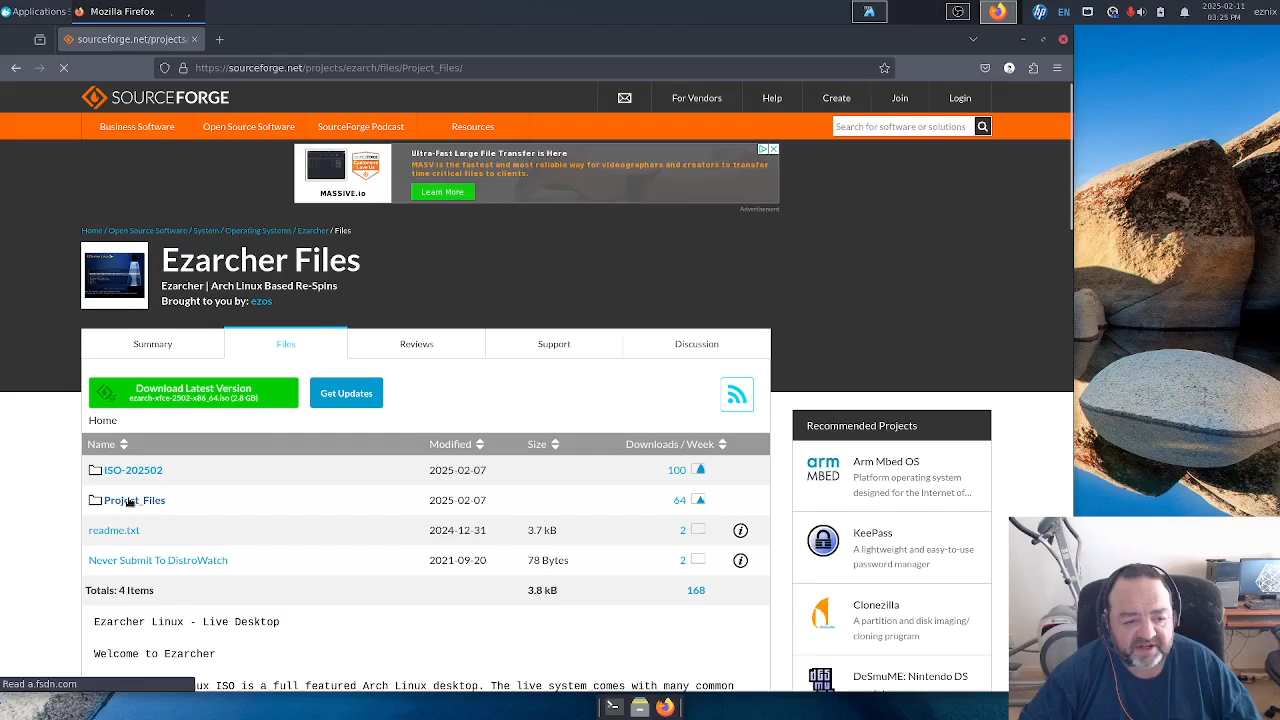 Applications
Mozilla Firefox
EN
2025-02-11
03:25 PM
eznix
sourceforge.net/projects
https://sourceforge.net/projects/ezarch/files/Project_Files/
SOURCEFORGE
For Vendors
Help
Create
Join
Login
Business Software
Open Source Software
SourceForge Podcast
Resources
Search for software or solutions
MASSIVE.io
Ultra-Fast Large File Transfer is Here
MASV is the fastest and most reliable way for videographers and creators to transfer
time critical files to clients.
Learn More
Advertisement
Home / Open Source Software / System / Operating Systems / Ezarcher / Files
Ezarcher Files
Ezarcher | Arch Linux Based Re-Spins
Brought to you by: ezos
Summary
Files
Reviews
Support
Discussion
Download Latest Version
ezarch-xfce-2502-x86_64.iso (2.8 GB)
Get Updates
Home
Name Modified Size Downloads / Week
ISO-202502 2025-02-07 100
Project_Files 2025-02-07 64
readme.txt 2024-12-31 3.7 kB 2
Never Submit To DistroWatch 2021-09-20 78 Bytes 2
Totals: 4 Items 3.8 kB 168
Ezarcher Linux - Live Desktop
Welcome to Ezarcher
ux ISO is a full featured Arch Linux desktop. The live system comes with many common
Read a.fsdn.com
Recommended Projects
arm
MBED
Arm Mbed OS
Platform operating system
designed for the Internet of...
KeePass
A lightweight and easy-to-use
password manager
Clonezilla
A partition and disk imaging/
cloning program
DeSmuME: Nintendo DS